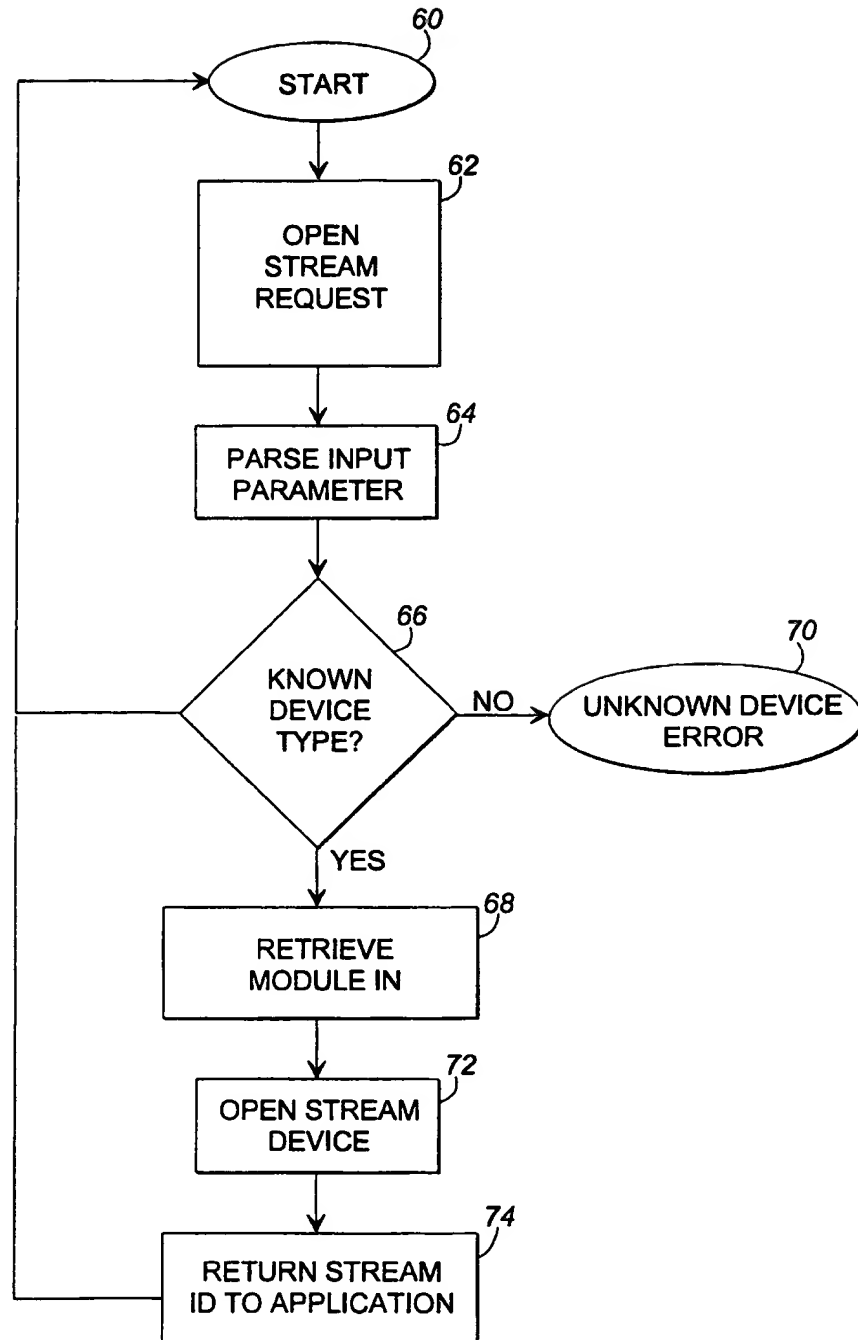 60
START
62
OPEN
STREAM
REQUEST
64
PARSE INPUT
PARAMETER
66
KNOWN
DEVICE
TYPE?
NO
70
UNKNOWN DEVICE
ERROR
YES
68
RETRIEVE
MODULE IN
72
OPEN STREAM
DEVICE
74
RETURN STREAM
ID TO APPLICATION